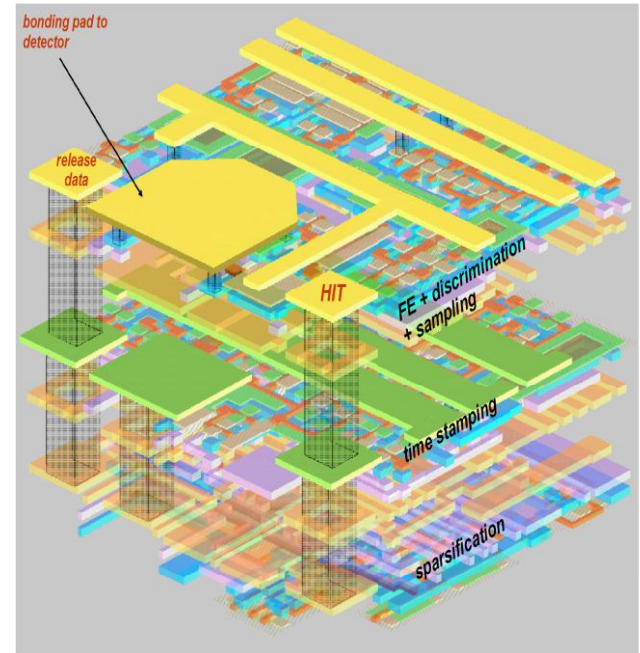 bonding pad to
detector
release
data
HIT
FE + discrimination
+ sampling
time stamping
sparsification